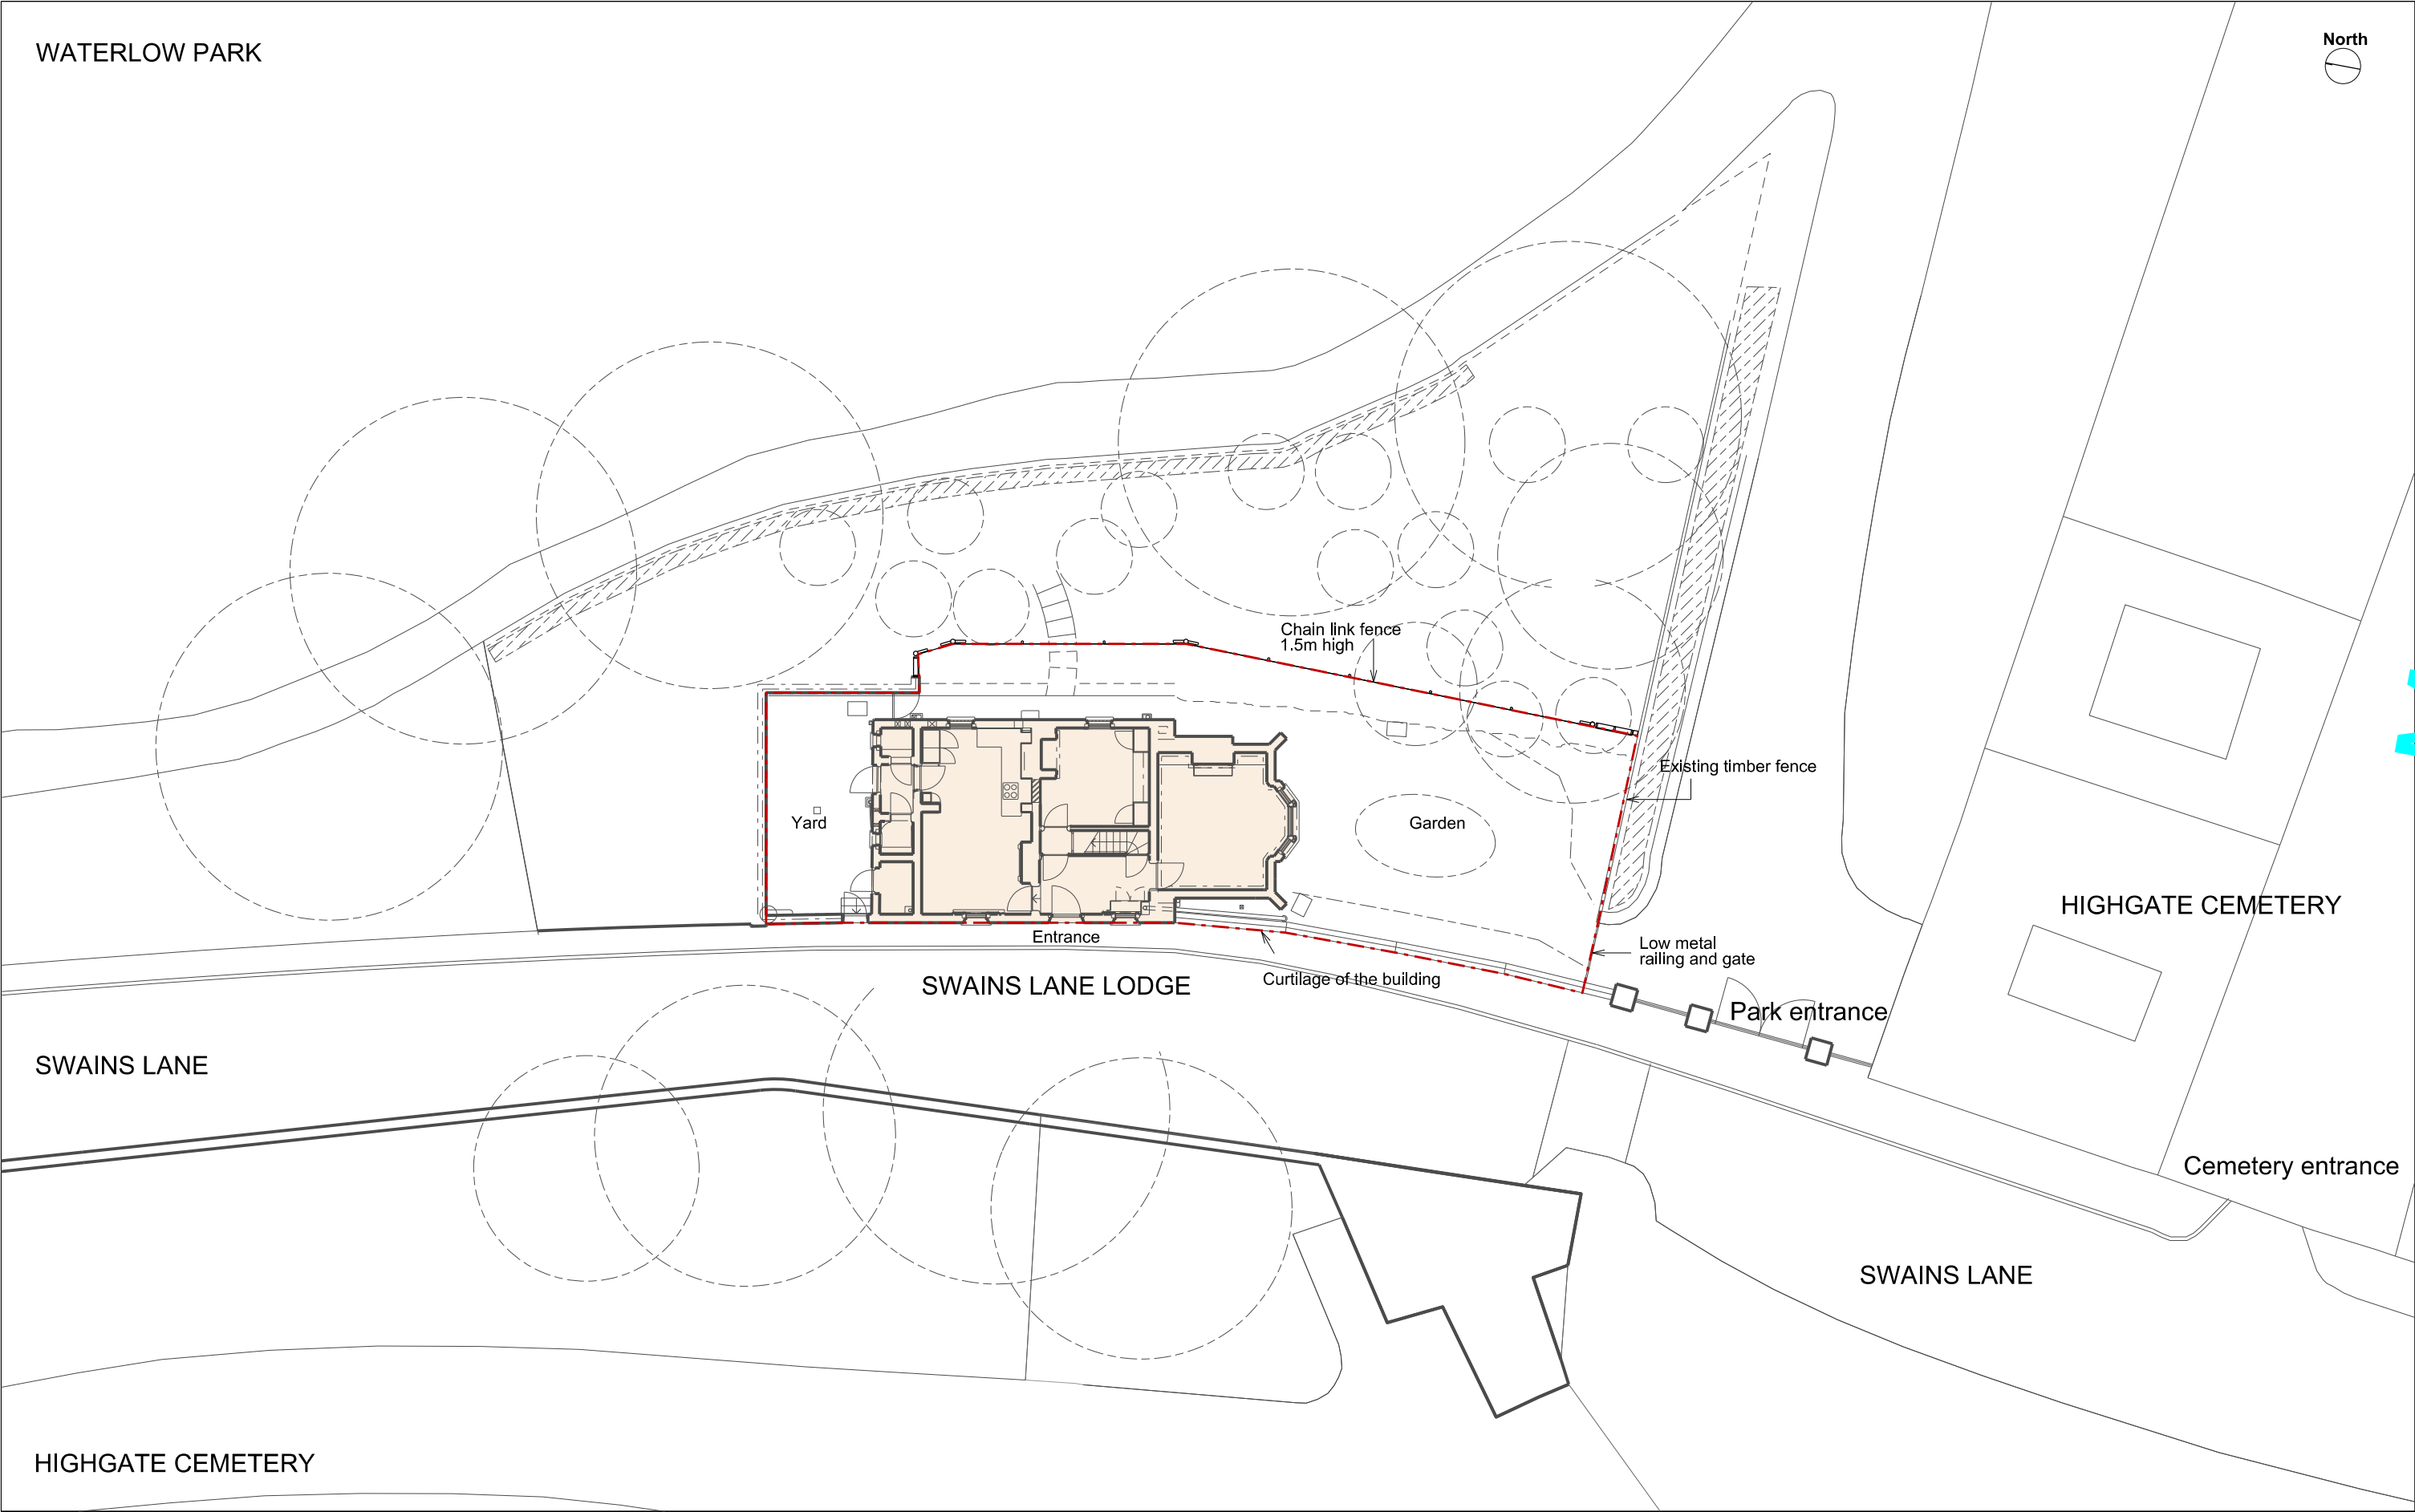 WATERLOW PARK
North
Chain link fence
1.5m high
Existing timber fence
Yard
Garden
HIGHGATE CEMETERY
Entrance
Low metal
railing and gate
Curtilage of the building
SWAINS LANE LODGE
Park entrance
SWAINS LANE
Cemetery entrance
SWAINS LANE
HIGHGATE CEMETERY